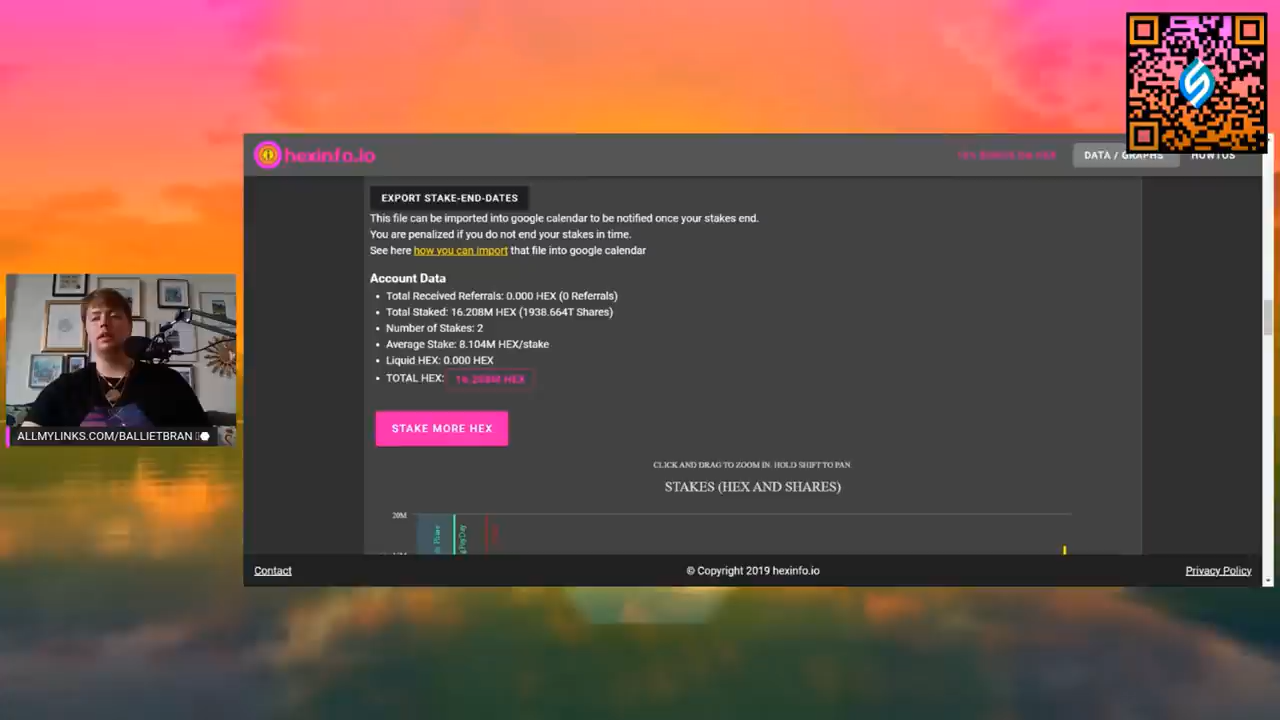 hexinfo.io
DATA / GRAPHS
HOWTOS
EXPORT STAKE-END-DATES
This file can be imported into google calendar to be notified once your stakes end.
You are penalized if you do not end your stakes in time.
See here how you can import that file into google calendar
Account Data
• Total Received Referrals: 0.000 HEX (0 Referrals)
• Total Staked: 16.208M HEX (1938.664T Shares)
• Number of Stakes: 2
• Average Stake: 8.104M HEX/stake
• Liquid HEX: 0.000 HEX
• TOTAL HEX: 16.208M HEX
STAKE MORE HEX
ALLMYLINKS.COM/BALLIETBRAN
CLICK AND DRAG TO ZOOM IN. HOLD SHIFT TO PAN
STAKES (HEX AND SHARES)
20M
Contact
© Copyright 2019 hexinfo.io
Privacy Policy